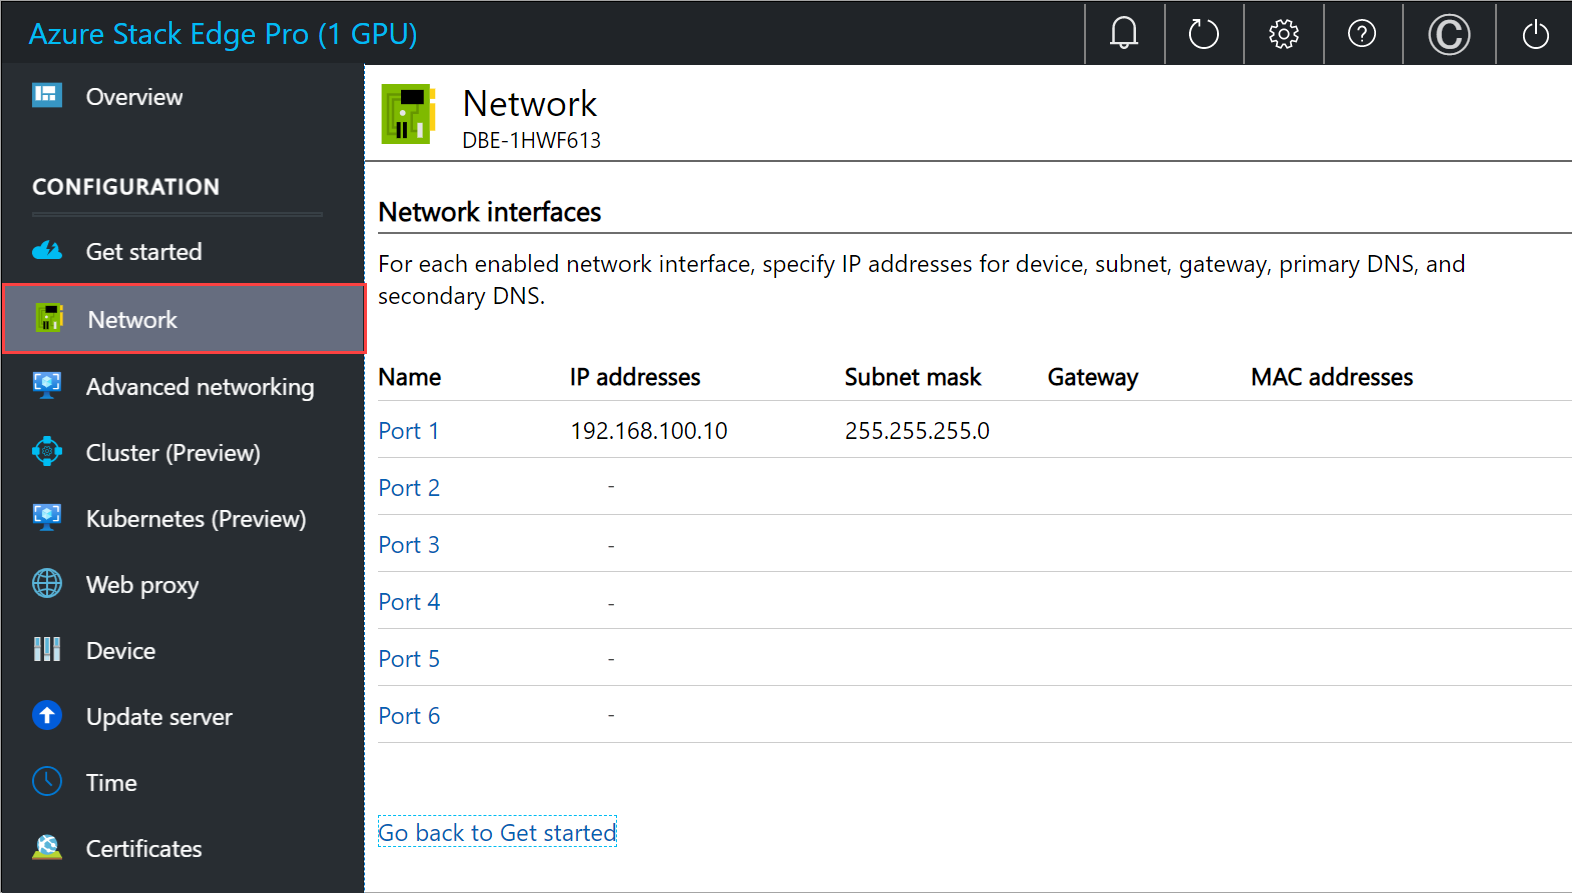 Azure Stack Edge Pro (1 GPU)
Overview
CONFIGURATION
Get started
Network
Advanced networking
Cluster (Preview)
Kubernetes (Preview)
Web proxy
Device
Update server
Time
Certificates
Network
DBE-1HWF613
Network interfaces
For each enabled network interface, specify IP addresses for device, subnet, gateway, primary DNS, and
secondary DNS.
Name IP addresses Subnet mask Gateway MAC addresses
Port 1 192.168.100.10 255.255.255.0
Port 2 -
Port 3 -
Port 4 -
Port 5 -
Port 6 -
Go back to Get started